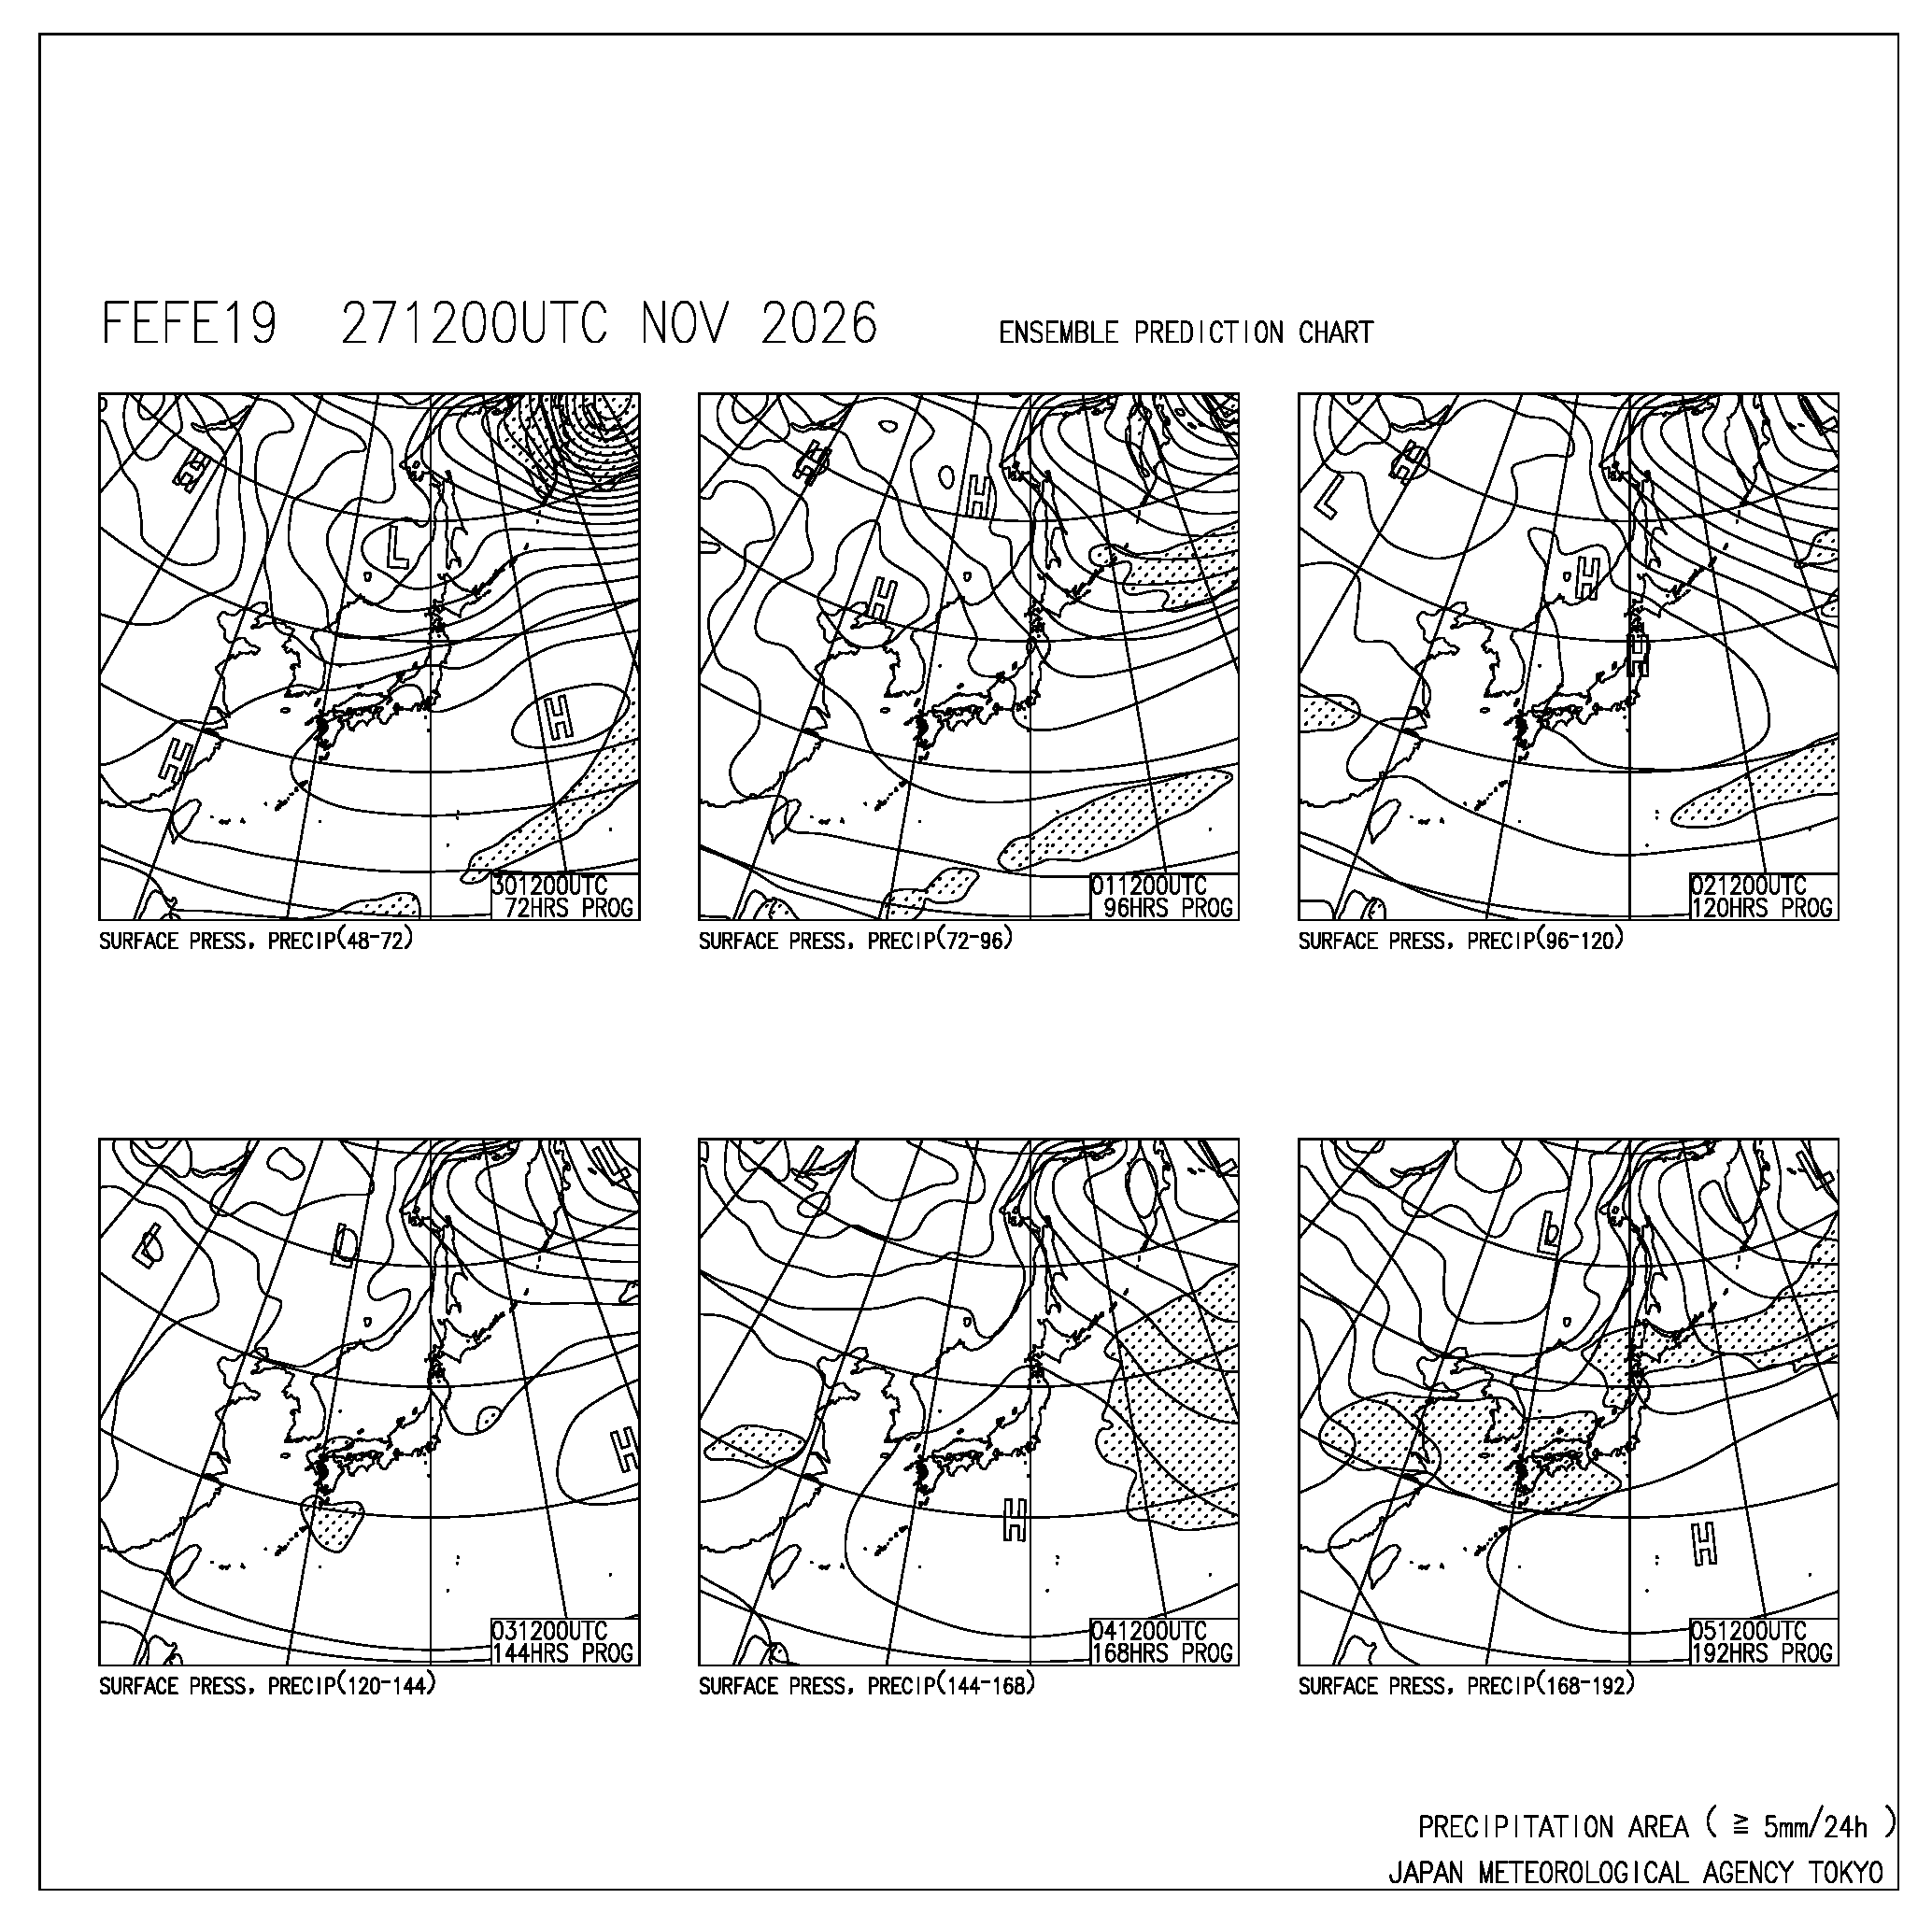 FEFE19 271200UTC NOV 2026 ENSEMBLE PREDICTION CHART
H
H
L
H
301200UTC
72HRS PROG
SURFACE PRESS, PRECIP(48-72)
H
H
H
011200UTC
96HRS PROG
SURFACE PRESS, PRECIP(72-96)
L
H
H
H
021200UTC
120HRS PROG
SURFACE PRESS, PRECIP(96-120)
L
L
L
H
031200UTC
144HRS PROG
SURFACE PRESS, PRECIP(120-144)
L
L
H
041200UTC
168HRS PROG
SURFACE PRESS, PRECIP(144-168)
L
L
H
051200UTC
192HRS PROG
SURFACE PRESS, PRECIP(168-192)
PRECIPITATION AREA ( ≧ 5mm/24h )
JAPAN METEOROLOGICAL AGENCY TOKYO